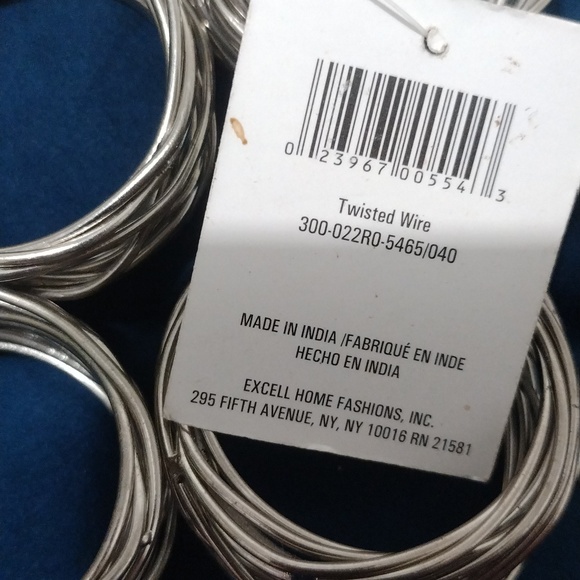 0 23967 00554 3
Twisted Wire
300-022R0-5465/040
MADE IN INDIA /FABRIQUÉ EN INDE
HECHO EN INDIA
EXCELL HOME FASHIONS, INC.
295 FIFTH AVENUE, NY, NY 10016 RN 21581